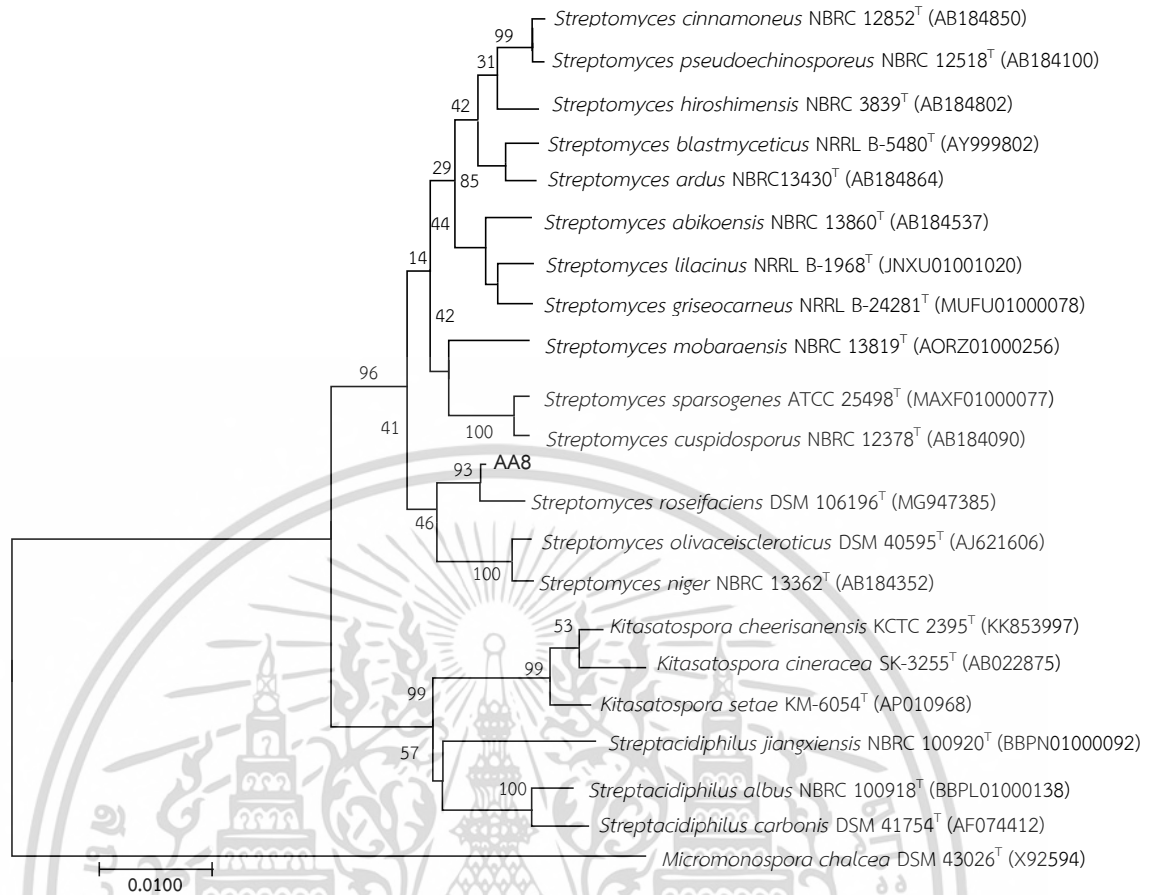 Streptomyces cinnamoneus NBRC 12852ᵀ (AB184850)
99
Streptomyces pseudoechinosporeus NBRC 12518ᵀ (AB184100)
31
Streptomyces hiroshimensis NBRC 3839ᵀ (AB184802)
42
Streptomyces blastmyceticus NRRL B-5480ᵀ (AY999802)
29
85
Streptomyces ardus NBRC13430ᵀ (AB184864)
44
Streptomyces abikoensis NBRC 13860ᵀ (AB184537)
14
Streptomyces lilacinus NRRL B-1968ᵀ (JNXU01001020)
Streptomyces griseocarneus NRRL B-24281ᵀ (MUFU01000078)
42
Streptomyces mobaraensis NBRC 13819ᵀ (AORZ01000256)
96
Streptomyces sparsogenes ATCC 25498ᵀ (MAXF01000077)
41
100
Streptomyces cuspidosporus NBRC 12378ᵀ (AB184090)
93
AA8
Streptomyces roseifaciens DSM 106196ᵀ (MG947385)
46
Streptomyces olivaceiscleroticus DSM 40595ᵀ (AJ621606)
100
Streptomyces niger NBRC 13362ᵀ (AB184352)
53
Kitasatospora cheerisanensis KCTC 2395ᵀ (KK853997)
99
Kitasatospora cineracea SK-3255ᵀ (AB022875)
99
Kitasatospora setae KM-6054ᵀ (AP010968)
57
Streptacidiphilus jiangxiensis NBRC 100920ᵀ (BBPN01000092)
100
Streptacidiphilus albus NBRC 100918ᵀ (BBPL01000138)
Streptacidiphilus carbonis DSM 41754ᵀ (AF074412)
Micromonospora chalcea DSM 43026ᵀ (X92594)
0.0100